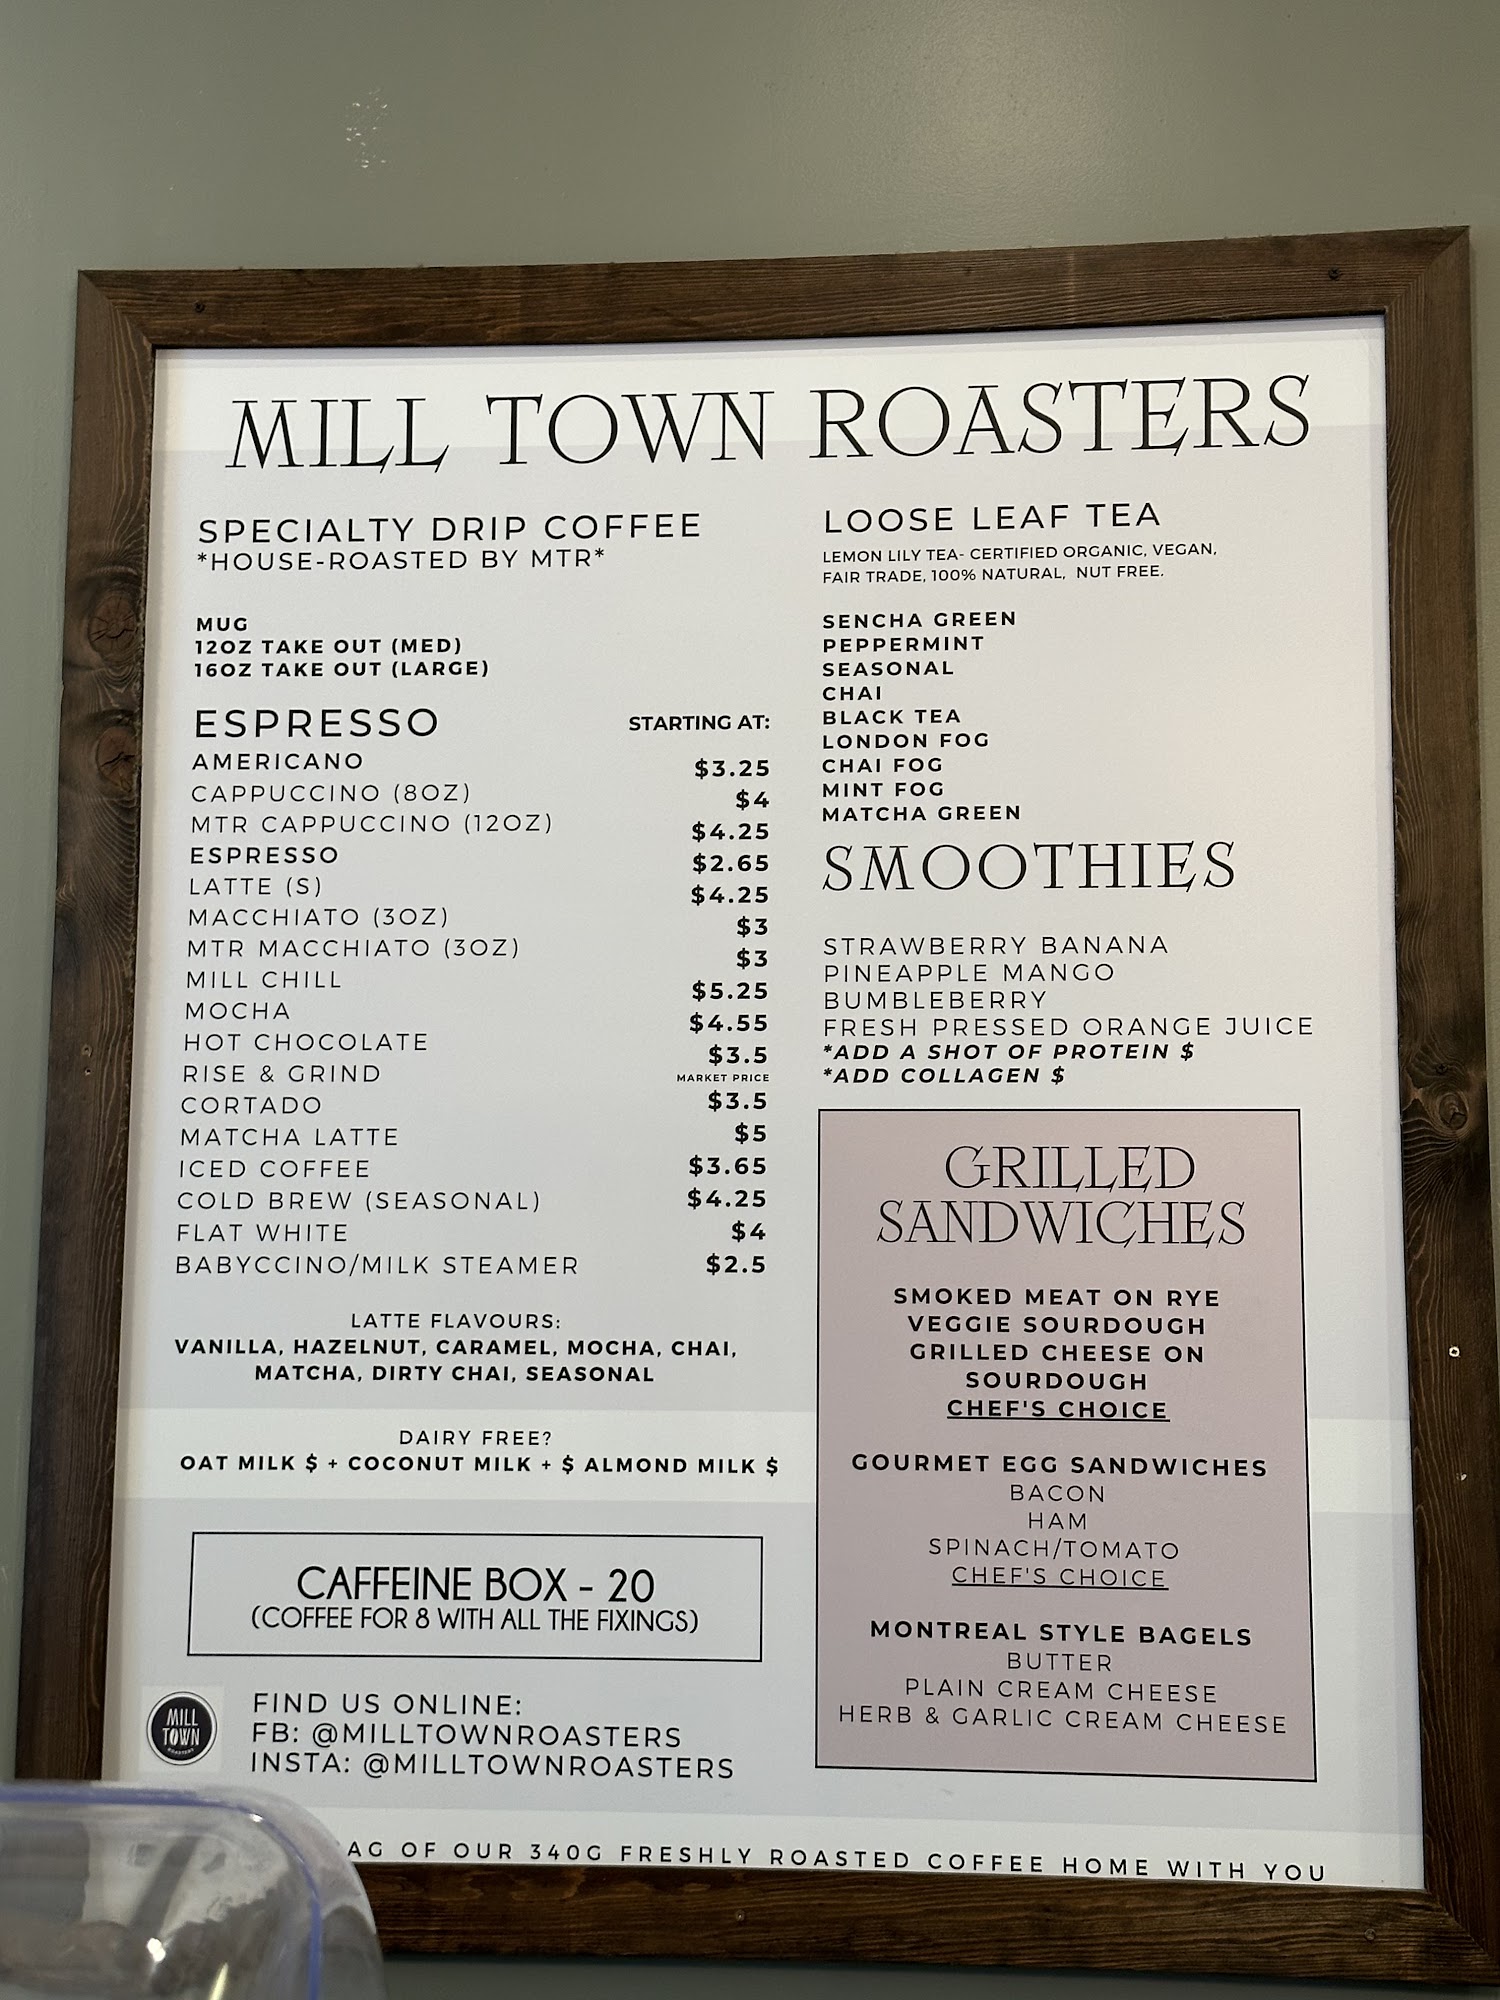 MILL TOWN ROASTERS
SPECIALTY DRIP COFFEE
*HOUSE-ROASTED BY MTR*
MUG
12OZ TAKE OUT (MED)
16OZ TAKE OUT (LARGE)
ESPRESSO STARTING AT:
AMERICANO $3.25
CAPPUCCINO (8OZ) $4
MTR CAPPUCCINO (12OZ) $4.25
ESPRESSO $2.65
LATTE (S) $4.25
MACCHIATO (3OZ) $3
MTR MACCHIATO (3OZ) $3
MILL CHILL $5.25
MOCHA $4.55
HOT CHOCOLATE $3.5
RISE & GRIND MARKET PRICE
CORTADO $3.5
MATCHA LATTE $5
ICED COFFEE $3.65
COLD BREW (SEASONAL) $4.25
FLAT WHITE $4
BABYCCINO/MILK STEAMER $2.5
LATTE FLAVOURS:
VANILLA, HAZELNUT, CARAMEL, MOCHA, CHAI,
MATCHA, DIRTY CHAI, SEASONAL
DAIRY FREE?
OAT MILK $ + COCONUT MILK + $ ALMOND MILK $
CAFFEINE BOX - 20
(COFFEE FOR 8 WITH ALL THE FIXINGS)
MILL
TOWN
ROASTERS
FIND US ONLINE:
FB: @MILLTOWNROASTERS
INSTA: @MILLTOWNROASTERS
LOOSE LEAF TEA
LEMON LILY TEA- CERTIFIED ORGANIC, VEGAN,
FAIR TRADE, 100% NATURAL, NUT FREE.
SENCHA GREEN
PEPPERMINT
SEASONAL
CHAI
BLACK TEA
LONDON FOG
CHAI FOG
MINT FOG
MATCHA GREEN
SMOOTHIES
STRAWBERRY BANANA
PINEAPPLE MANGO
BUMBLEBERRY
FRESH PRESSED ORANGE JUICE
*ADD A SHOT OF PROTEIN $
*ADD COLLAGEN $
GRILLED
SANDWICHES
SMOKED MEAT ON RYE
VEGGIE SOURDOUGH
GRILLED CHEESE ON
SOURDOUGH
CHEF'S CHOICE
GOURMET EGG SANDWICHES
BACON
HAM
SPINACH/TOMATO
CHEF'S CHOICE
MONTREAL STYLE BAGELS
BUTTER
PLAIN CREAM CHEESE
HERB & GARLIC CREAM CHEESE
AG OF OUR 340G FRESHLY ROASTED COFFEE HOME WITH YOU